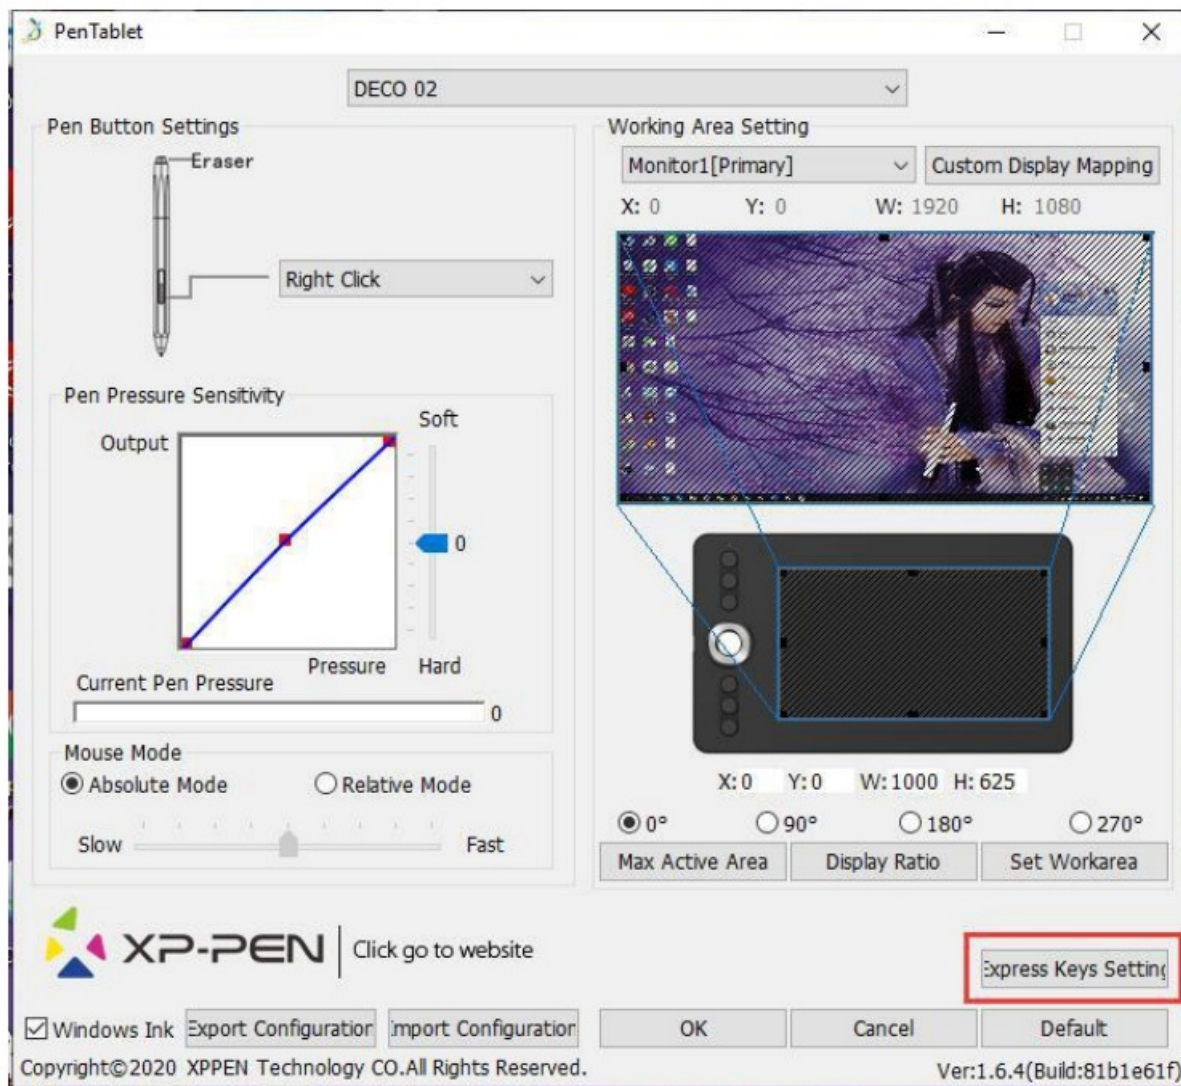 PenTablet
DECO 02
Pen Button Settings
Eraser
Right Click
Pen Pressure Sensitivity
Output
Soft
0
Pressure
Hard
Current Pen Pressure
0
Mouse Mode
Absolute Mode
Relative Mode
Slow
Fast
Working Area Setting
Monitor1[Primary]
Custom Display Mapping
X: 0 Y: 0 W: 1920 H: 1080
X:0 Y:0 W:1000 H:625
0° 90° 180° 270°
Max Active Area
Display Ratio
Set Workarea
XP-PEN
Click go to website
Express Keys Setting
Windows Ink
Export Configuration
Import Configuration
OK
Cancel
Default
Copyright©2020 XPPEN Technology CO.All Rights Reserved.
Ver:1.6.4(Build:81b1e61f)